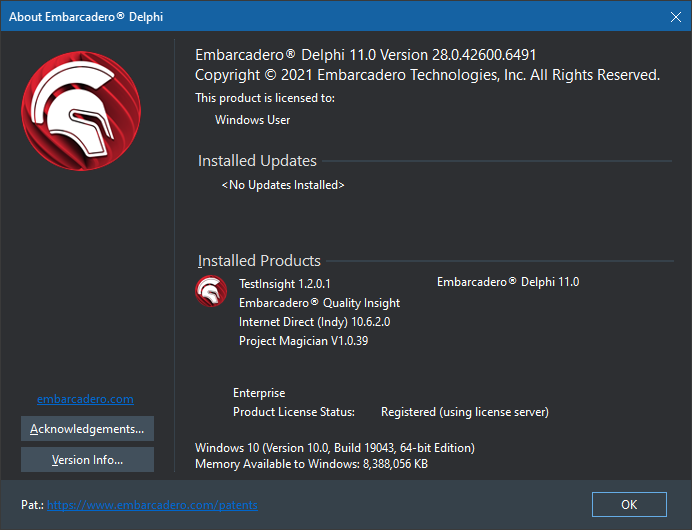 About Embarcadero® Delphi
Embarcadero® Delphi 11.0 Version 28.0.42600.6491
Copyright © 2021 Embarcadero Technologies, Inc. All Rights Reserved.
This product is licensed to:
Windows User
Installed Updates
<No Updates Installed>
Installed Products
TestInsight 1.2.0.1
Embarcadero® Delphi 11.0
Embarcadero® Quality Insight
Internet Direct (Indy) 10.6.2.0
Project Magician V1.0.39
Enterprise
Product License Status: Registered (using license server)
embarcadero.com
Acknowledgements...
Version Info...
Windows 10 (Version 10.0, Build 19043, 64-bit Edition)
Memory Available to Windows: 8,388,056 KB
Pat.: https://www.embarcadero.com/patents
OK